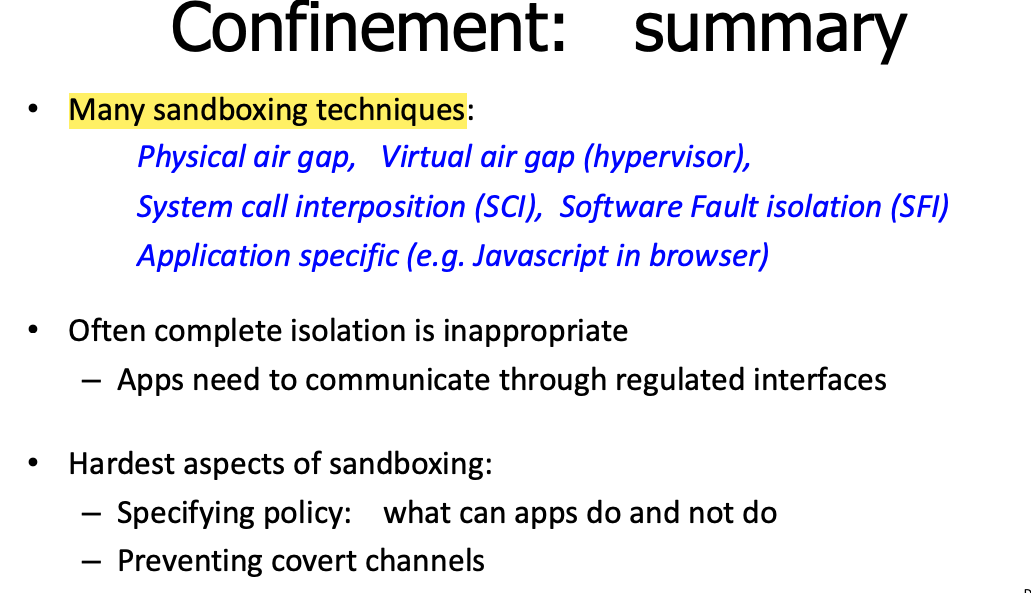 Confinement: summary
• Many sandboxing techniques:
Physical air gap, Virtual air gap (hypervisor),
System call interposition (SCI), Software Fault isolation (SFI)
Application specific (e.g. Javascript in browser)
• Often complete isolation is inappropriate
– Apps need to communicate through regulated interfaces
• Hardest aspects of sandboxing:
– Specifying policy: what can apps do and not do
– Preventing covert channels